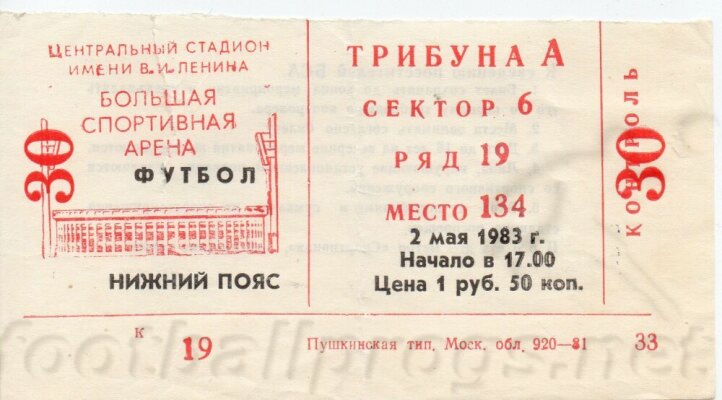 ЦЕНТРАЛЬНЫЙ СТАДИОН
ИМЕНИ В.И.ЛЕНИНА
БОЛЬШАЯ
СПОРТИВНАЯ
АРЕНА
30
ФУТБОЛ
НИЖНИЙ ПОЯС
к
19
ТРИБУНА А
СЕКТОР 6
РЯД 19
МЕСТО 134
2 мая 1983 г.
Начало в 17.00
Цена 1 руб. 50 коп.
Пушкинская тип. Моск. обл. 920—81
33
КОНТРОЛЬ
30